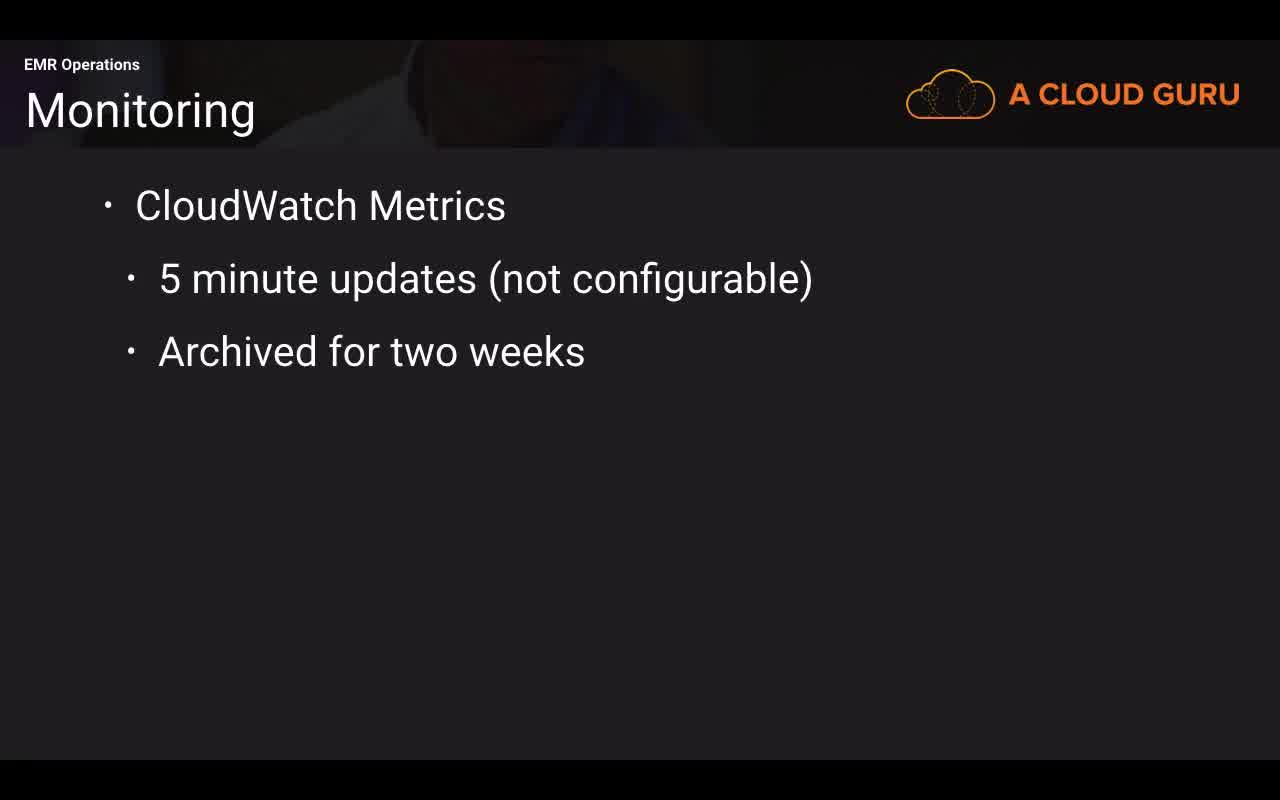 EMR Operations
Monitoring
A CLOUD GURU
• CloudWatch Metrics
• 5 minute updates (not configurable)
• Archived for two weeks